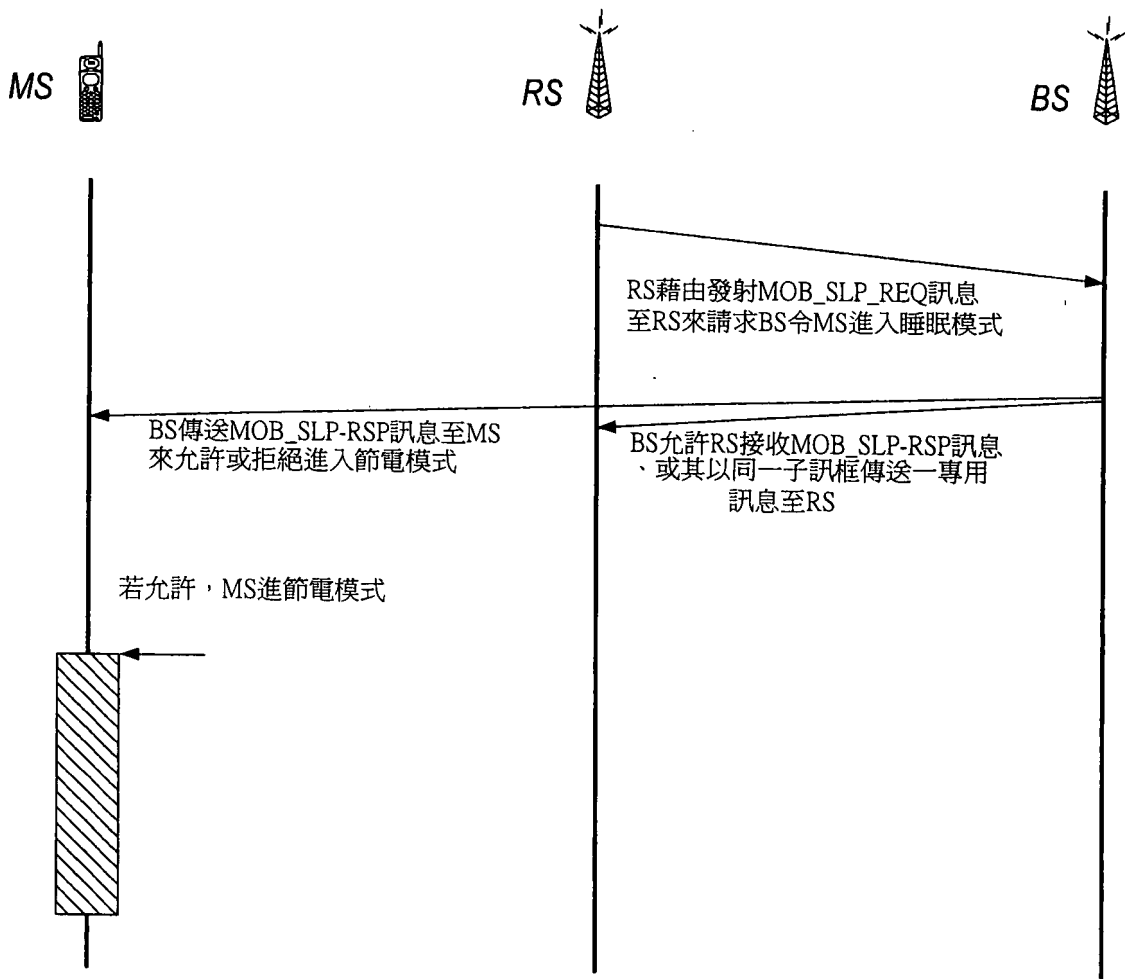 MS
RS
BS
RS藉由發射MOB_SLP_REQ訊息
至RS來請求BS令MS進入睡眠模式
BS傳送MOB_SLP-RSP訊息至MS
來允許或拒絕進入節電模式
BS允許RS接收MOB_SLP-RSP訊息
、或其以同一子訊框傳送一專用
訊息至RS
若允許，MS進節電模式